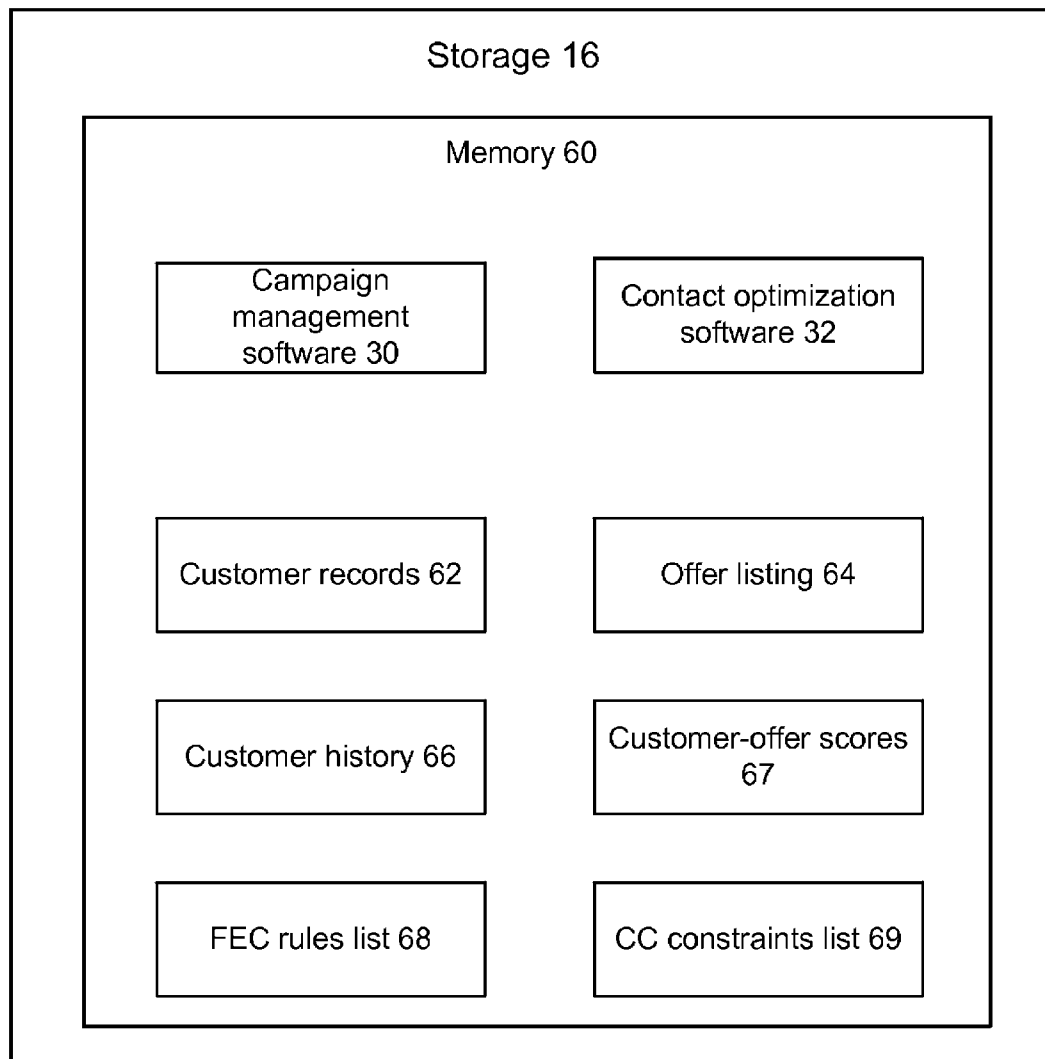 Storage 16
Memory 60
Campaign
management
software 30
Contact optimization
software 32
Customer records 62
Offer listing 64
Customer history 66
Customer-offer scores
67
FEC rules list 68
CC constraints list 69